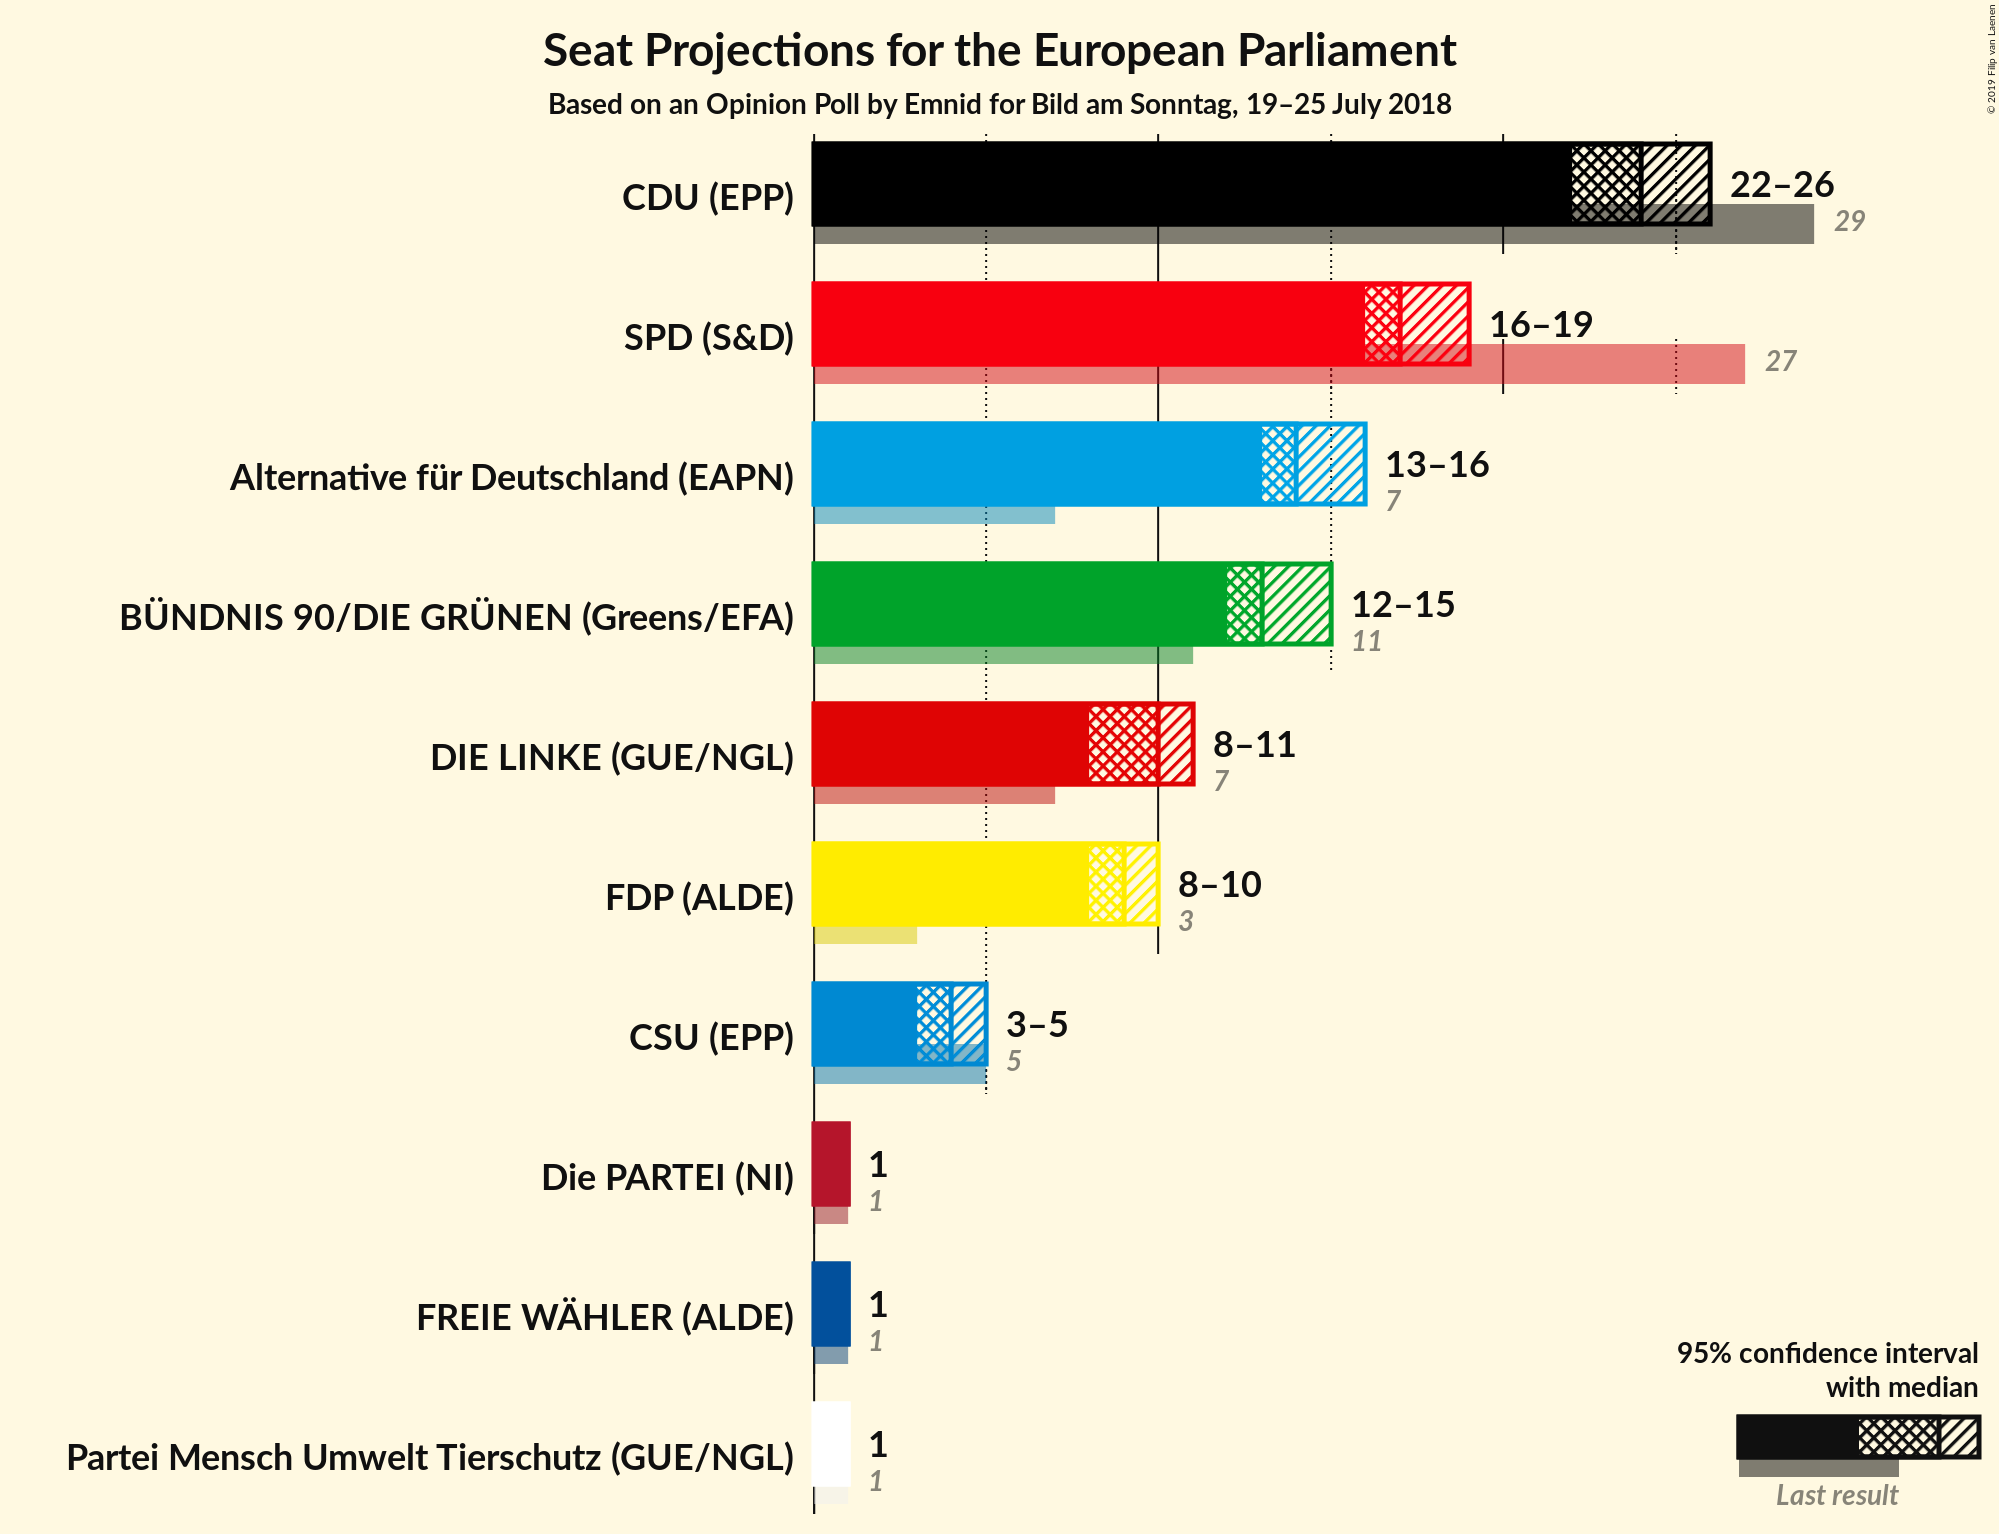 Seat Projections for the European Parliament
Based on an Opinion Poll by Emnid for Bild am Sonntag, 19–25 July 2018
© 2019 Filip van Laenen
CDU (EPP)
22–26
29
SPD (S&D)
16–19
27
Alternative für Deutschland (EAPN)
13–16
7
BÜNDNIS 90/DIE GRÜNEN (Greens/EFA)
12–15
11
DIE LINKE (GUE/NGL)
8–11
7
FDP (ALDE)
8–10
3
CSU (EPP)
3–5
5
Die PARTEI (NI)
1
1
FREIE WÄHLER (ALDE)
1
1
Partei Mensch Umwelt Tierschutz (GUE/NGL)
1
1
95% confidence interval
with median
Last result